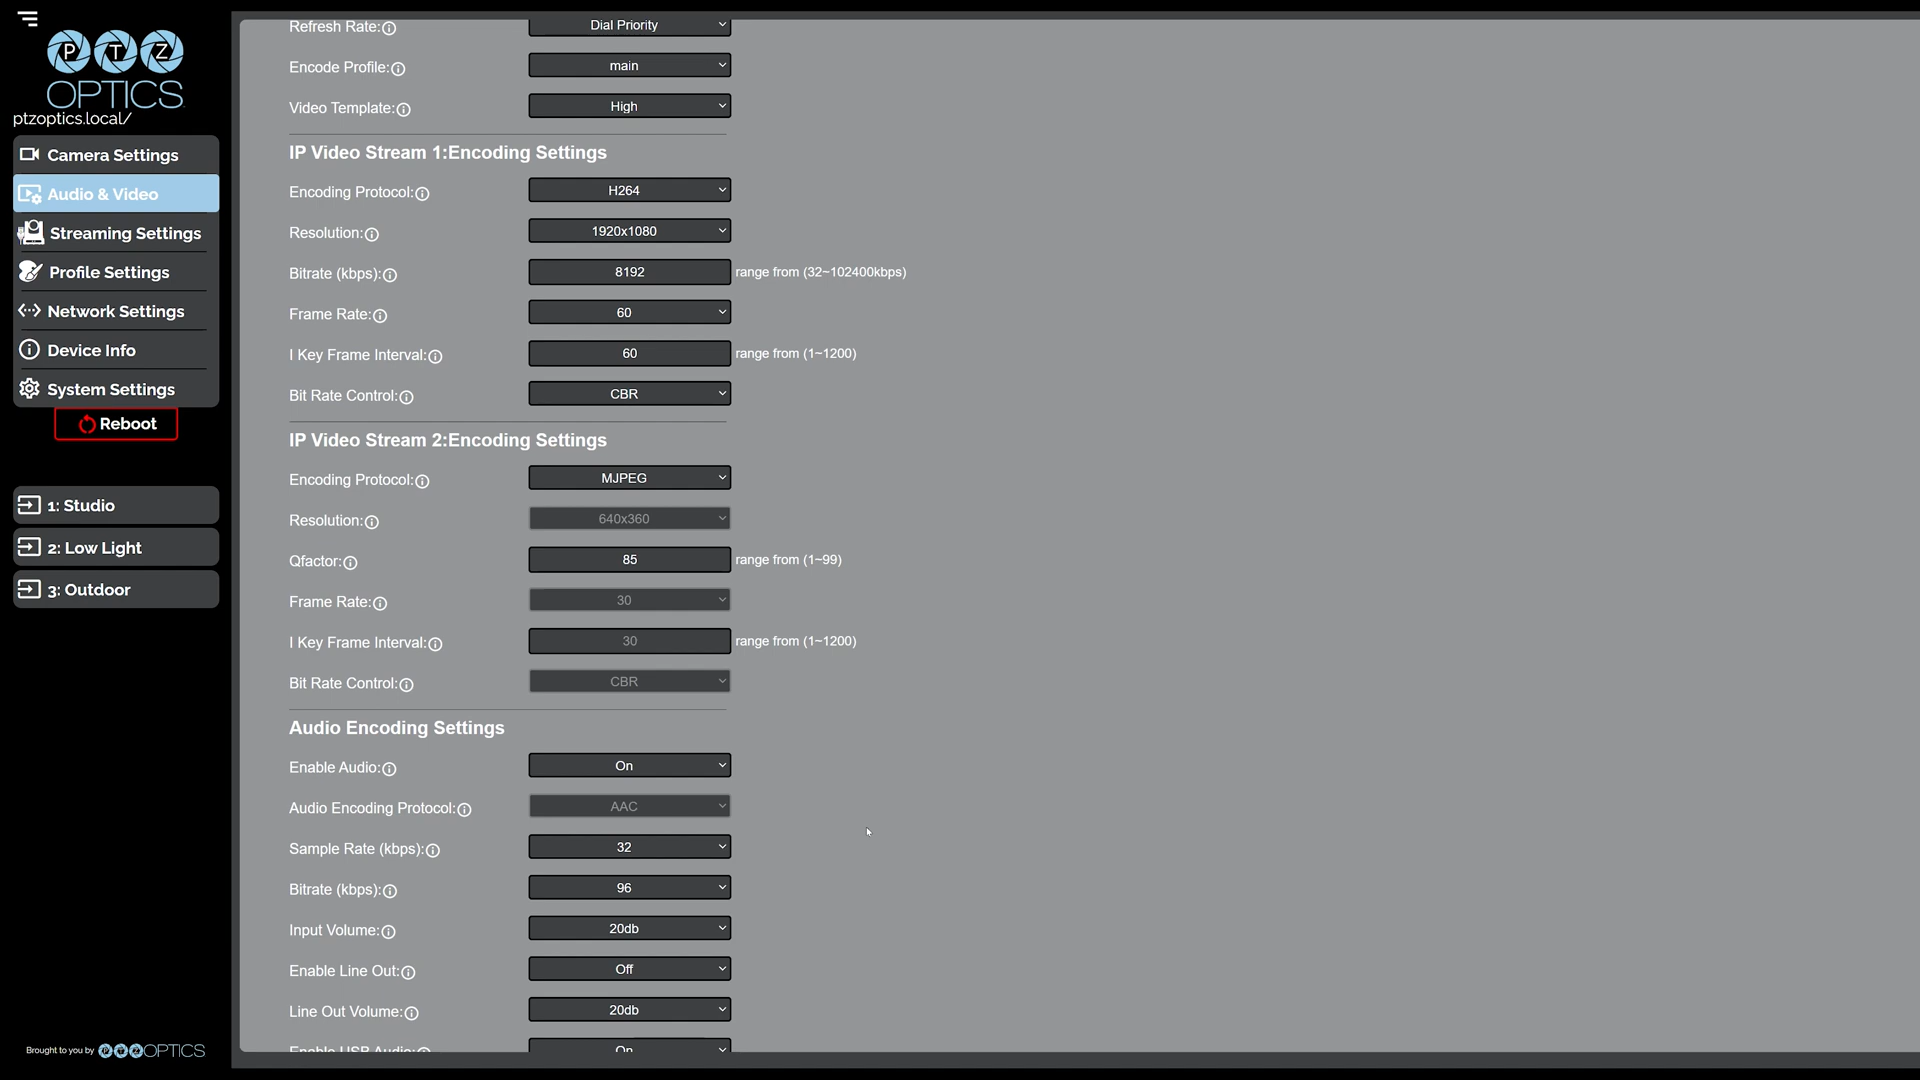 PTZ
OPTICS
ptzoptics.local/
Camera Settings
Audio & Video
Streaming Settings
Profile Settings
Network Settings
Device Info
System Settings
Reboot
1: Studio
2: Low Light
3: Outdoor
Brought to you by PTZ OPTICS
Refresh Rate: Dial Priority
Encode Profile: main
Video Template: High
IP Video Stream 1:Encoding Settings
Encoding Protocol: H264
Resolution: 1920x1080
Bitrate (kbps): 8192 range from (32~102400kbps)
Frame Rate: 60
I Key Frame Interval: 60 range from (1~1200)
Bit Rate Control: CBR
IP Video Stream 2:Encoding Settings
Encoding Protocol: MJPEG
Resolution: 640x360
Qfactor: 85 range from (1~99)
Frame Rate: 30
I Key Frame Interval: 30 range from (1~1200)
Bit Rate Control: CBR
Audio Encoding Settings
Enable Audio: On
Audio Encoding Protocol: AAC
Sample Rate (kbps): 32
Bitrate (kbps): 96
Input Volume: 20db
Enable Line Out: Off
Line Out Volume: 20db
Enable USB Audio: On